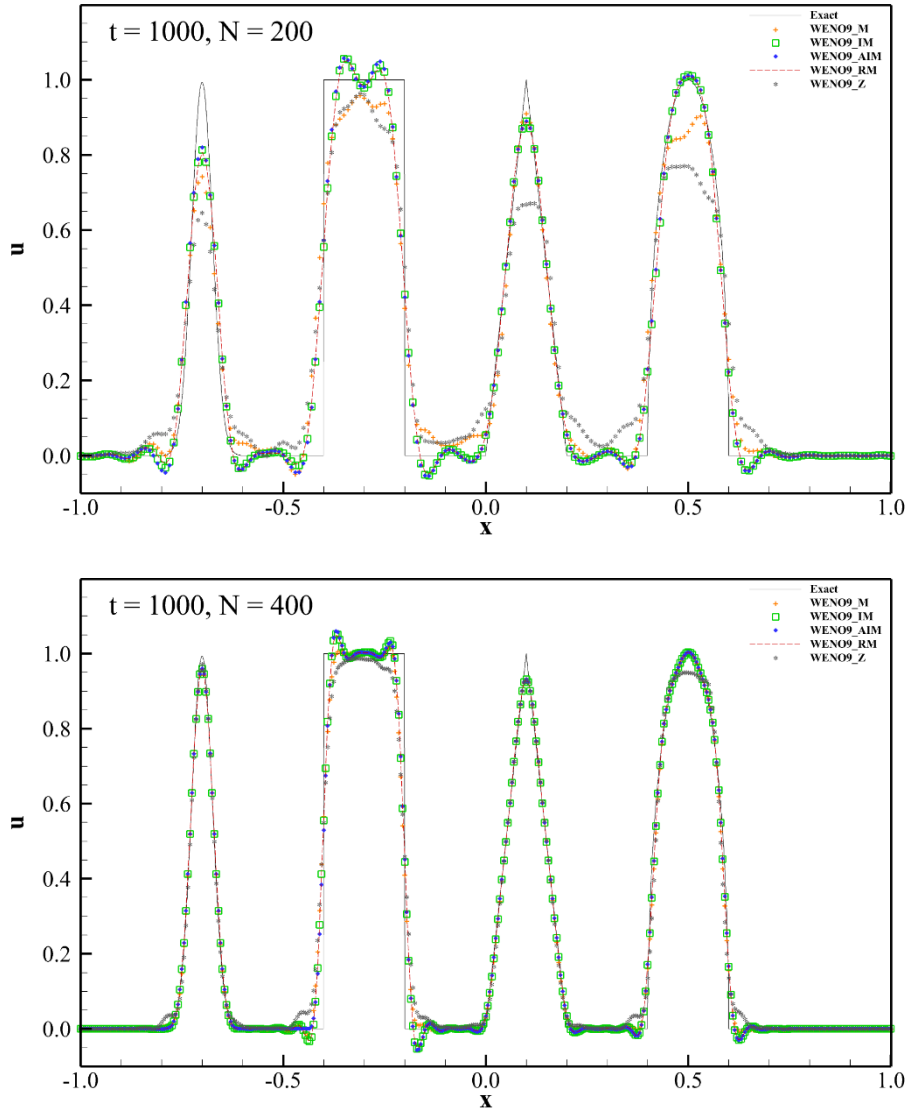 t = 1000, N = 200
Exact
WENO9_M
WENO9_IM
WENO9_AIM
WENO9_RM
WENO9_Z
1.0
0.8
0.6
0.4
0.2
0.0
u
-1.0
-0.5
0.0
0.5
1.0
x
t = 1000, N = 400
Exact
WENO9_M
WENO9_IM
WENO9_AIM
WENO9_RM
WENO9_Z
1.0
0.8
0.6
0.4
0.2
0.0
u
-1.0
-0.5
0.0
0.5
1.0
x